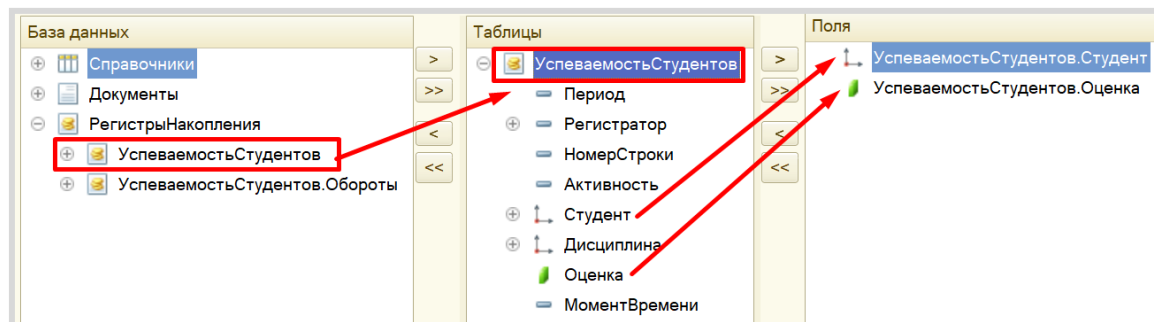 База данных
Справочники
Документы
РегистрыНакопления
УспеваемостьСтудентов
УспеваемостьСтудентов.Обороты
>
>>
<
<<
Таблицы
УспеваемостьСтудентов
Период
Регистратор
НомерСтроки
Активность
Студент
Дисциплина
Оценка
МоментВремени
>
>>
<
<<
Поля
УспеваемостьСтудентов.Студент
УспеваемостьСтудентов.Оценка